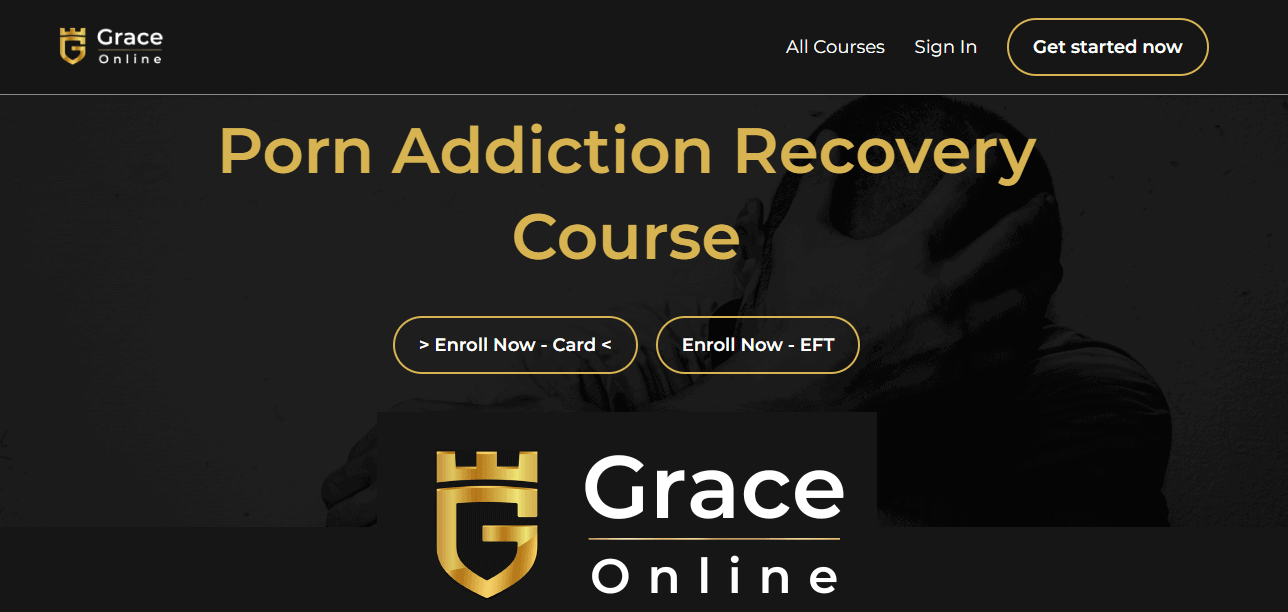 Grace
Online
All Courses
Sign In
Get started now
Porn Addiction Recovery
Course
> Enroll Now - Card <
Enroll Now - EFT
Grace
Online